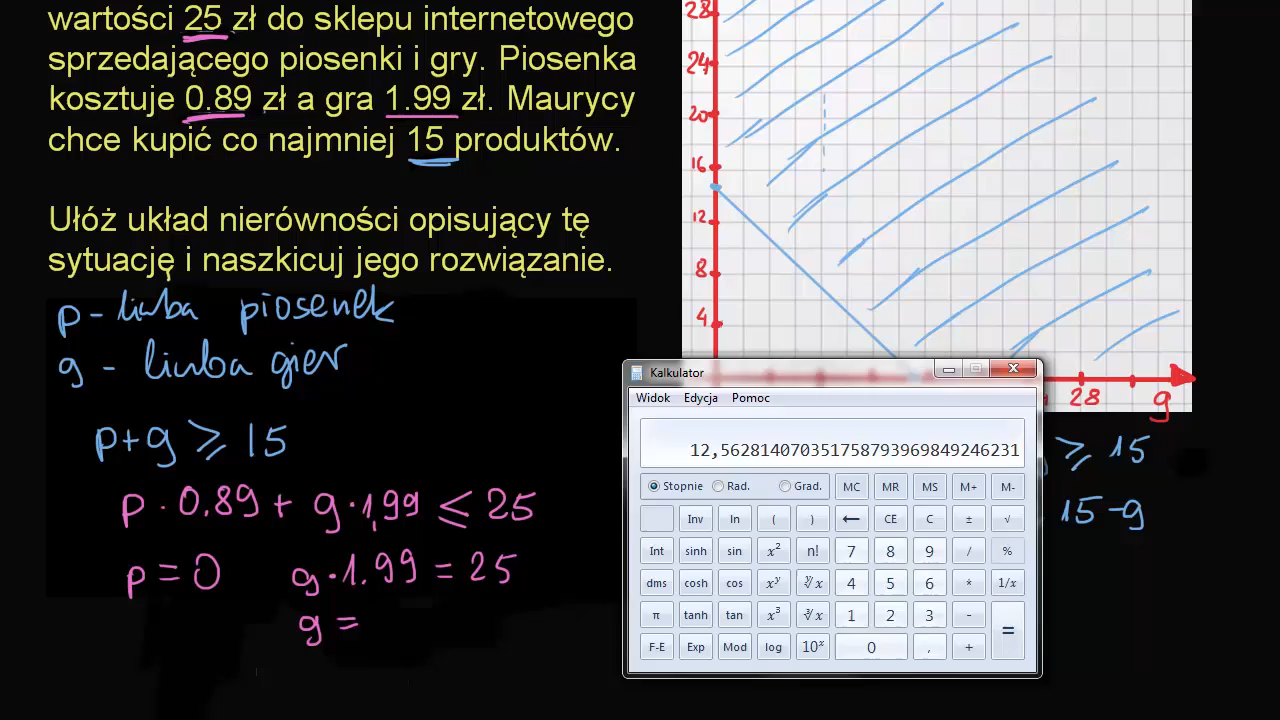 wartości 25 zł do sklepu internetowego
sprzedającego piosenki i gry. Piosenka
kosztuje 0.89 zł a gra 1.99 zł. Maurycy
chce kupić co najmniej 15 produktów.
Ułóż układ nierówności opisujący tę
sytuację i naszkicuj jego rozwiązanie.
p - liczba piosenek
g - liczba gier
p+g ≥ 15
p · 0.89 + g · 1,99 ≤ 25
p = 0 g · 1.99 = 25
g =
28
24
20
16
12
8
4
28
g
≥ 15
15-g
Kalkulator
Widok Edycja Pomoc
12,562814070351758793969849246231
Stopnie Rad. Grad. MC MR MS M+ M-
Inv ln ( ) ← CE C ± √
Int sinh sin x² n! 7 8 9 / %
dms cosh cos xʸ ʸ√x 4 5 6 * 1/x
π tanh tan x³ ³√x 1 2 3 - =
F-E Exp Mod log 10ˣ 0 , +